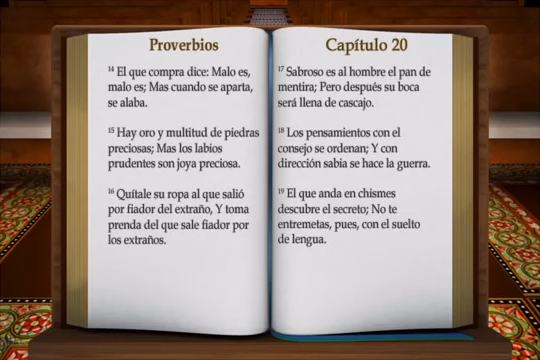 Proverbios
14 El que compra dice: Malo es,
malo es; Mas cuando se aparta,
se alaba.
15 Hay oro y multitud de piedras
preciosas; Mas los labios
prudentes son joya preciosa.
16 Quítale su ropa al que salió
por fiador del extraño, Y toma
prenda del que sale fiador por
los extraños.
Capítulo 20
17 Sabroso es al hombre el pan de
mentira; Pero después su boca
será llena de cascajo.
18 Los pensamientos con el
consejo se ordenan; Y con
dirección sabia se hace la guerra.
19 El que anda en chismes
descubre el secreto; No te
entremetas, pues, con el suelto
de lengua.